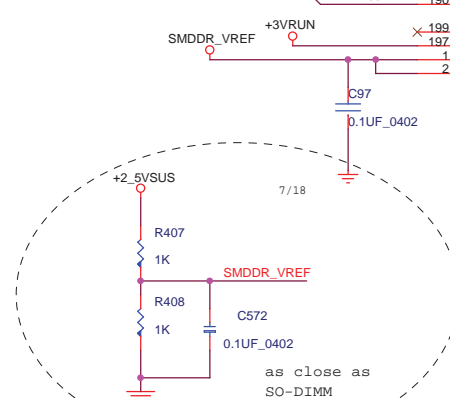 190
+3VRUN
199
SMDDR_VREF
197
1
2
C97
0.1UF_0402
+2_5VSUS
7/18
R407
1K
SMDDR_VREF
R408
C572
1K
0.1UF_0402
as close as
SO-DIMM